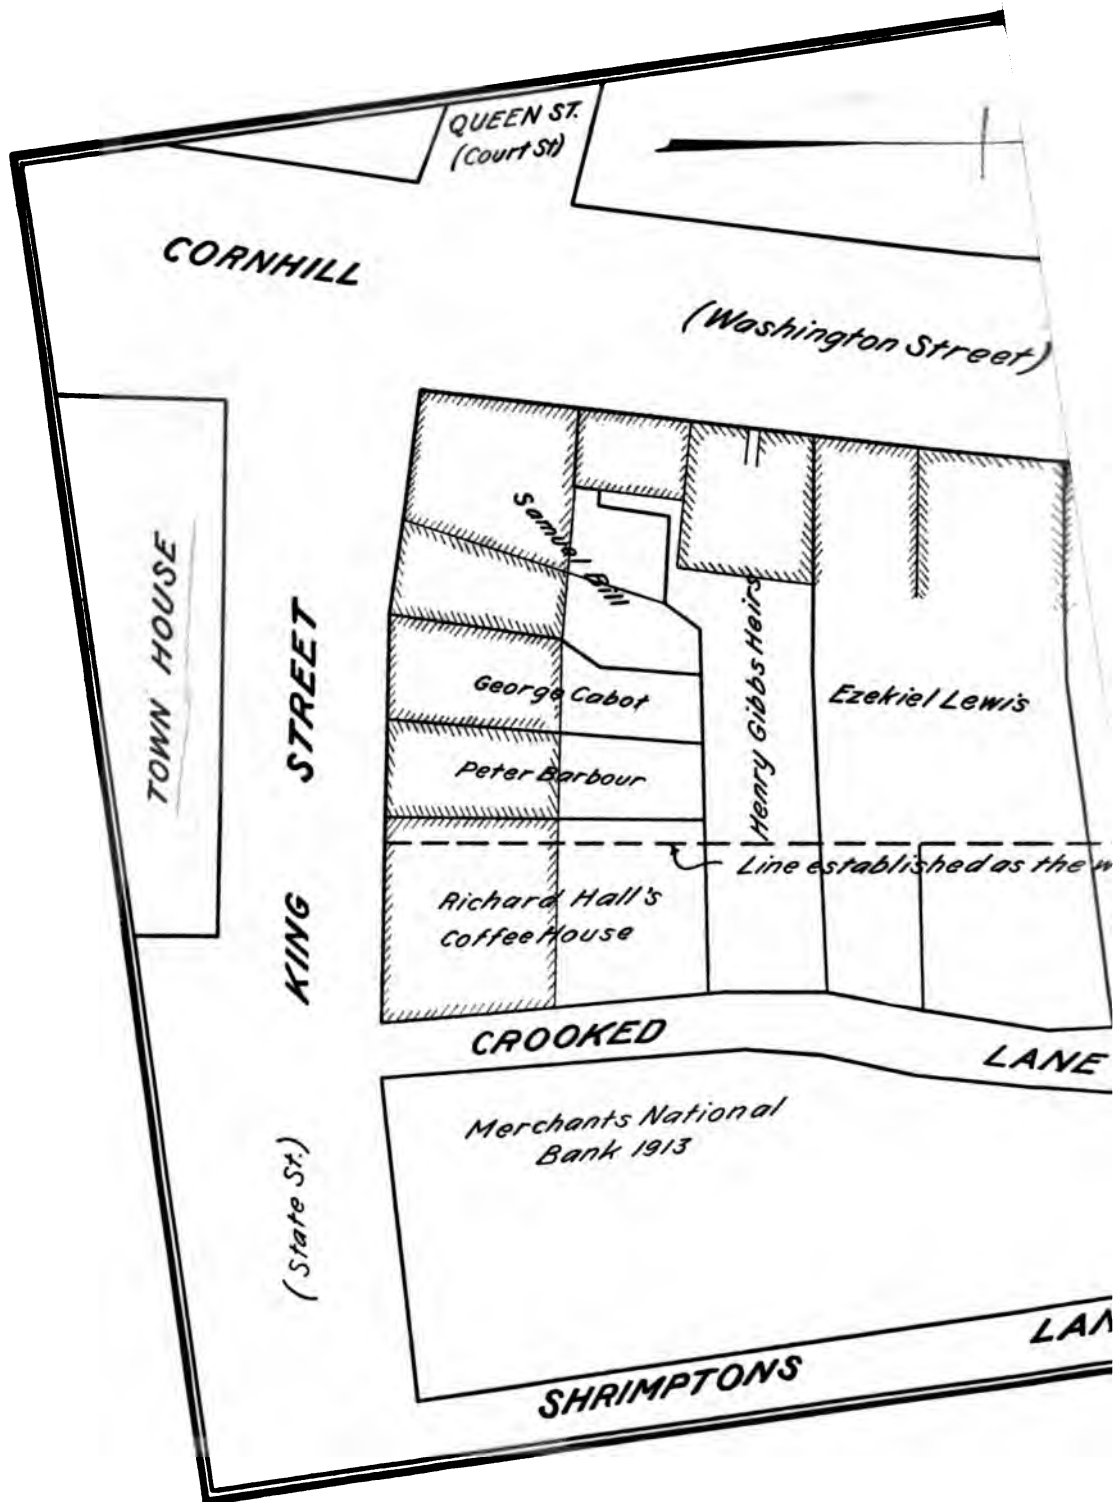 QUEEN ST.
(Court St)
CORNHILL
(Washington Street)
TOWN HOUSE
KING STREET
(State St.)
Samuel Bill
George Cabot
Peter Barbour
Henry Gibbs Heirs
Ezekiel Lewis
Line established as the w
Richard Hall's
Coffee House
CROOKED LANE
Merchants National
Bank 1913
SHRIMPTONS LAN